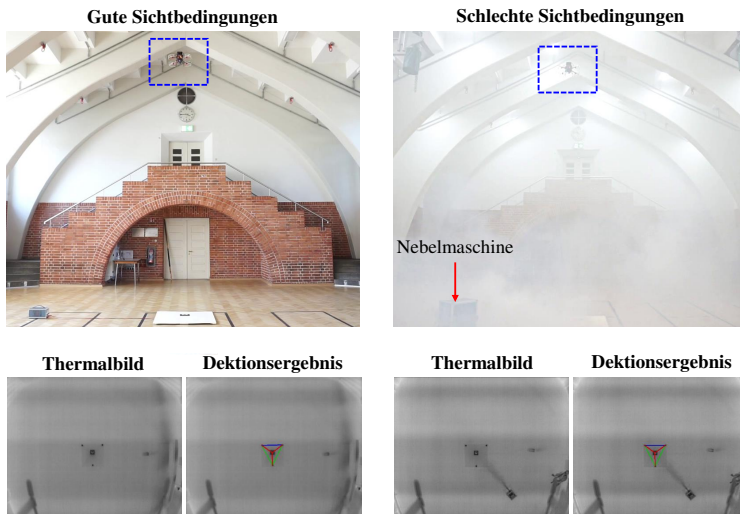 Gute Sichtbedingungen
Schlechte Sichtbedingungen
Nebelmaschine
Thermalbild
Dektionsergebnis
Thermalbild
Dektionsergebnis